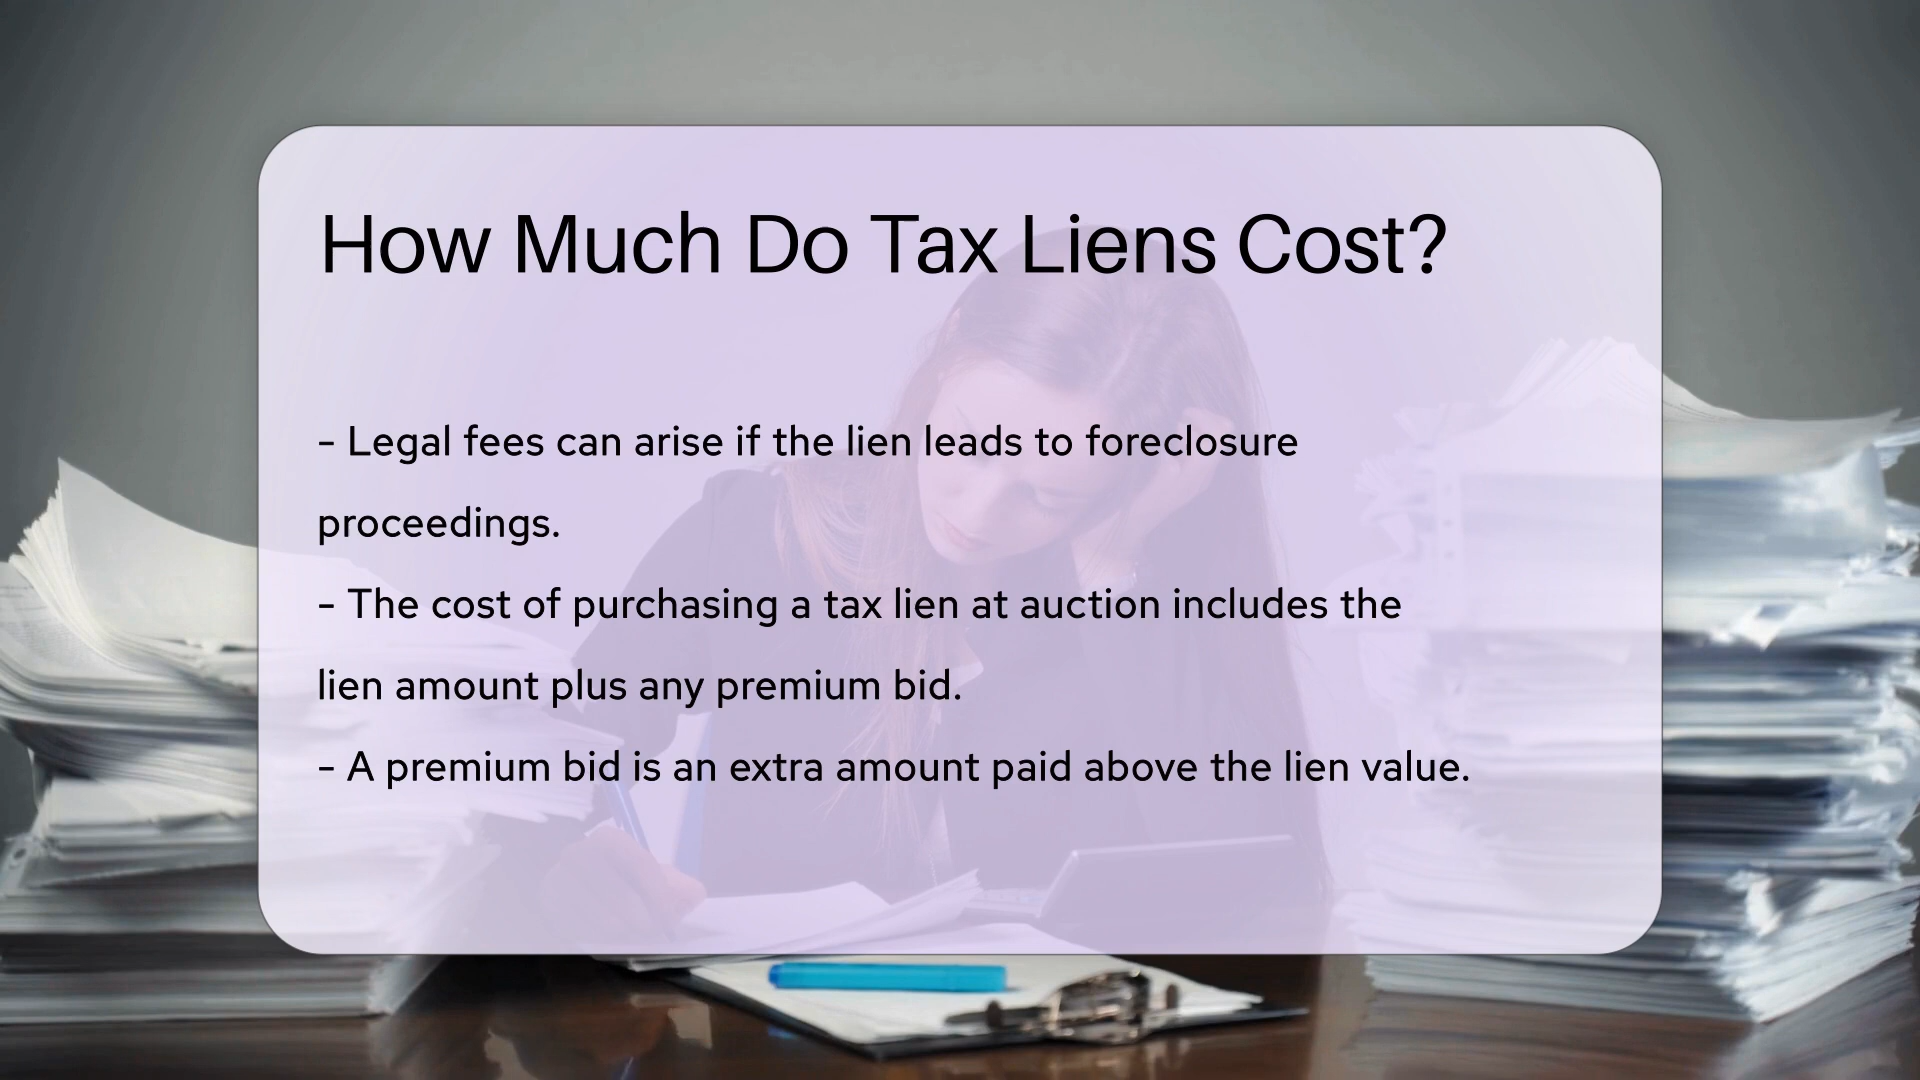 How Much Do Tax Liens Cost?
- Legal fees can arise if the lien leads to foreclosure
proceedings.
- The cost of purchasing a tax lien at auction includes the
lien amount plus any premium bid.
- A premium bid is an extra amount paid above the lien value.